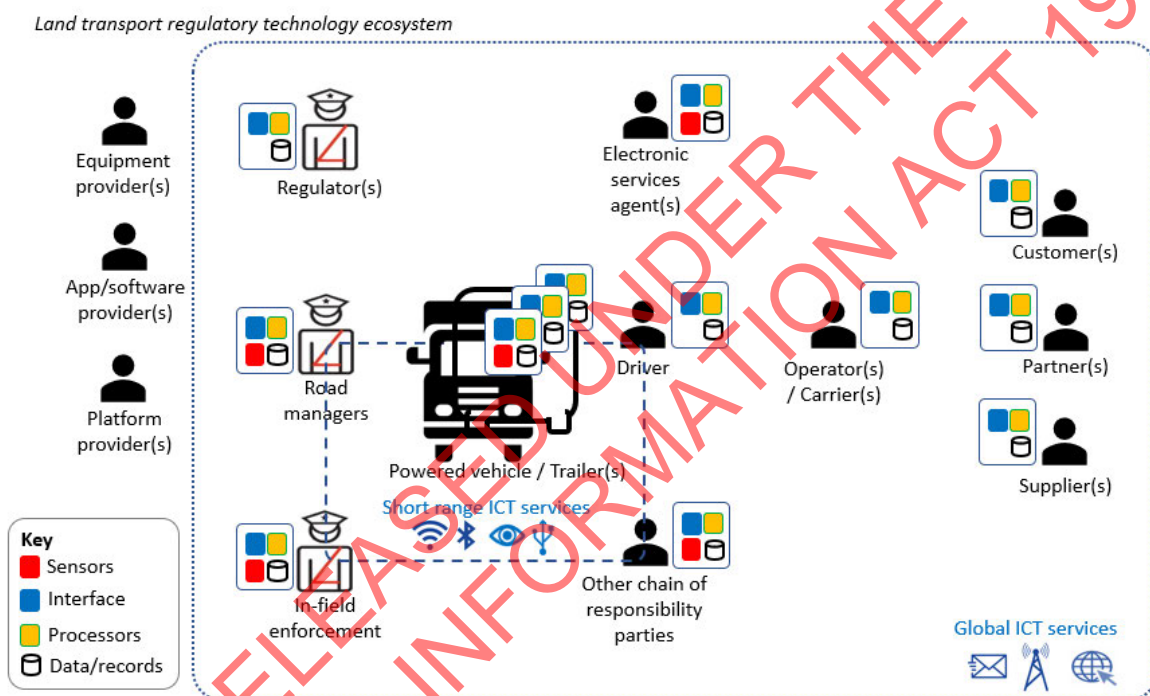 Land transport regulatory technology ecosystem
Equipment
provider(s)
App/software
provider(s)
Platform
provider(s)
Regulator(s)
Electronic
services
agent(s)
Customer(s)
Road
managers
Powered vehicle / Trailer(s)
Driver
Operator(s)
/ Carrier(s)
Partner(s)
Supplier(s)
Short range ICT services
In-field
enforcement
Other chain of
responsibility
parties
Key
Sensors
Interface
Processors
Data/records
Global ICT services
RELEASED UNDER THE
INFORMATION ACT 19